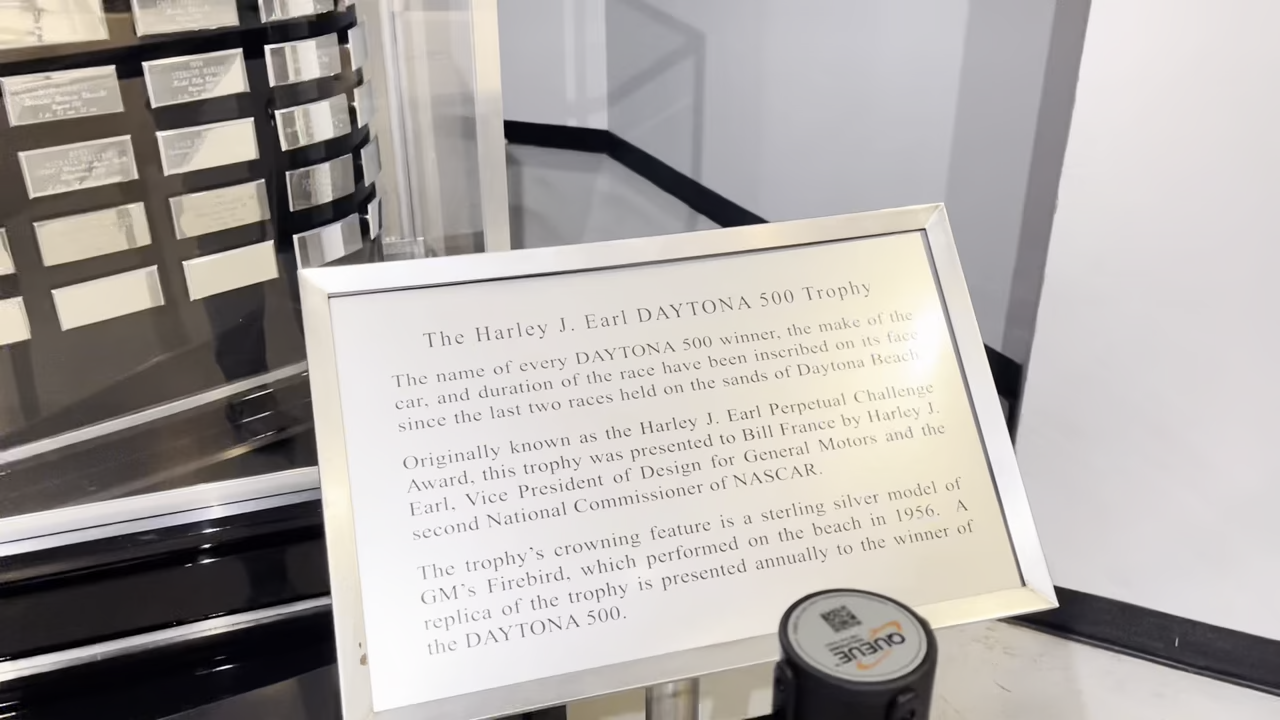 The Harley J. Earl DAYTONA 500 Trophy
The name of every DAYTONA 500 winner, the make of the
car, and duration of the race have been inscribed on its face
since the last two races held on the sands of Daytona Beach.
Originally known as the Harley J. Earl Perpetual Challenge
Award, this trophy was presented to Bill France by Harley J.
Earl, Vice President of Design for General Motors and the
second National Commissioner of NASCAR.
The trophy's crowning feature is a sterling silver model of
GM's Firebird, which performed on the beach in 1956. A
replica of the trophy is presented annually to the winner of
the DAYTONA 500.
QUEUE